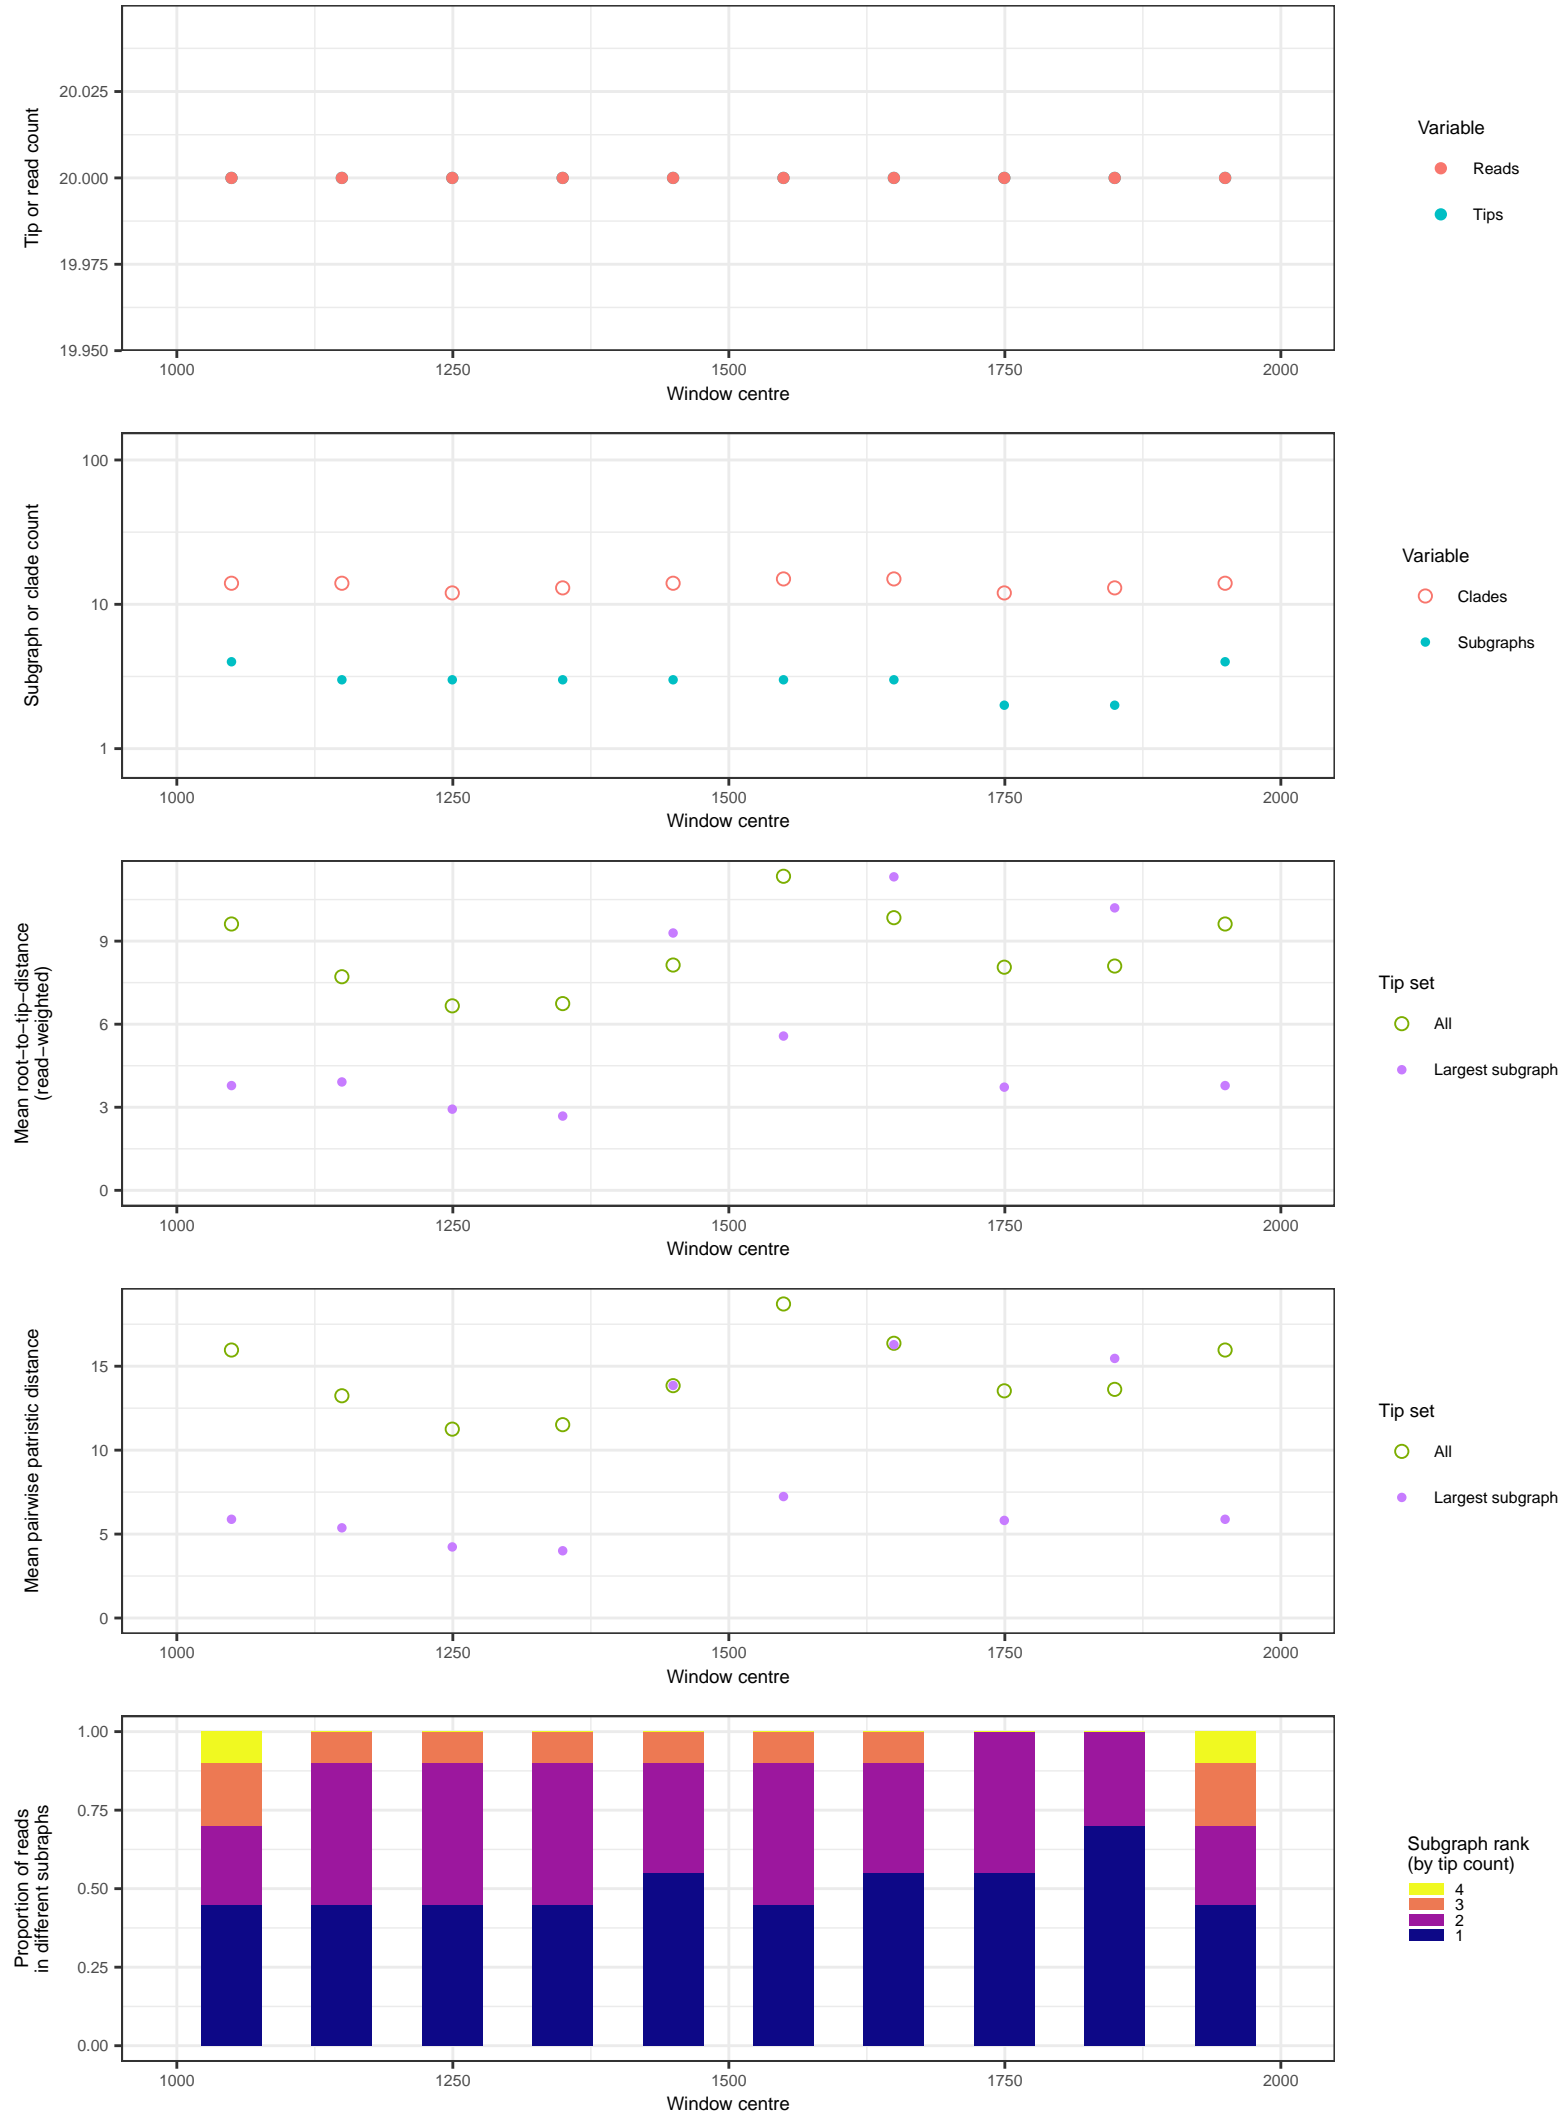 Tip or read count
20.025
20.000
19.975
19.950
1000 1250 1500 1750 2000
Window centre
Variable
Reads
Tips
Subgraph or clade count
100
10
1
1000 1250 1500 1750 2000
Window centre
Variable
Clades
Subgraphs
Mean root−to−tip−distance
(read−weighted)
9
6
3
0
1000 1250 1500 1750 2000
Window centre
Tip set
All
Largest subgraph
Mean pairwise patristic distance
15
10
5
0
1000 1250 1500 1750 2000
Window centre
Tip set
All
Largest subgraph
Proportion of reads
in different subraphs
1.00
0.75
0.50
0.25
0.00
1000 1250 1500 1750 2000
Window centre
Subgraph rank
(by tip count)
4
3
2
1